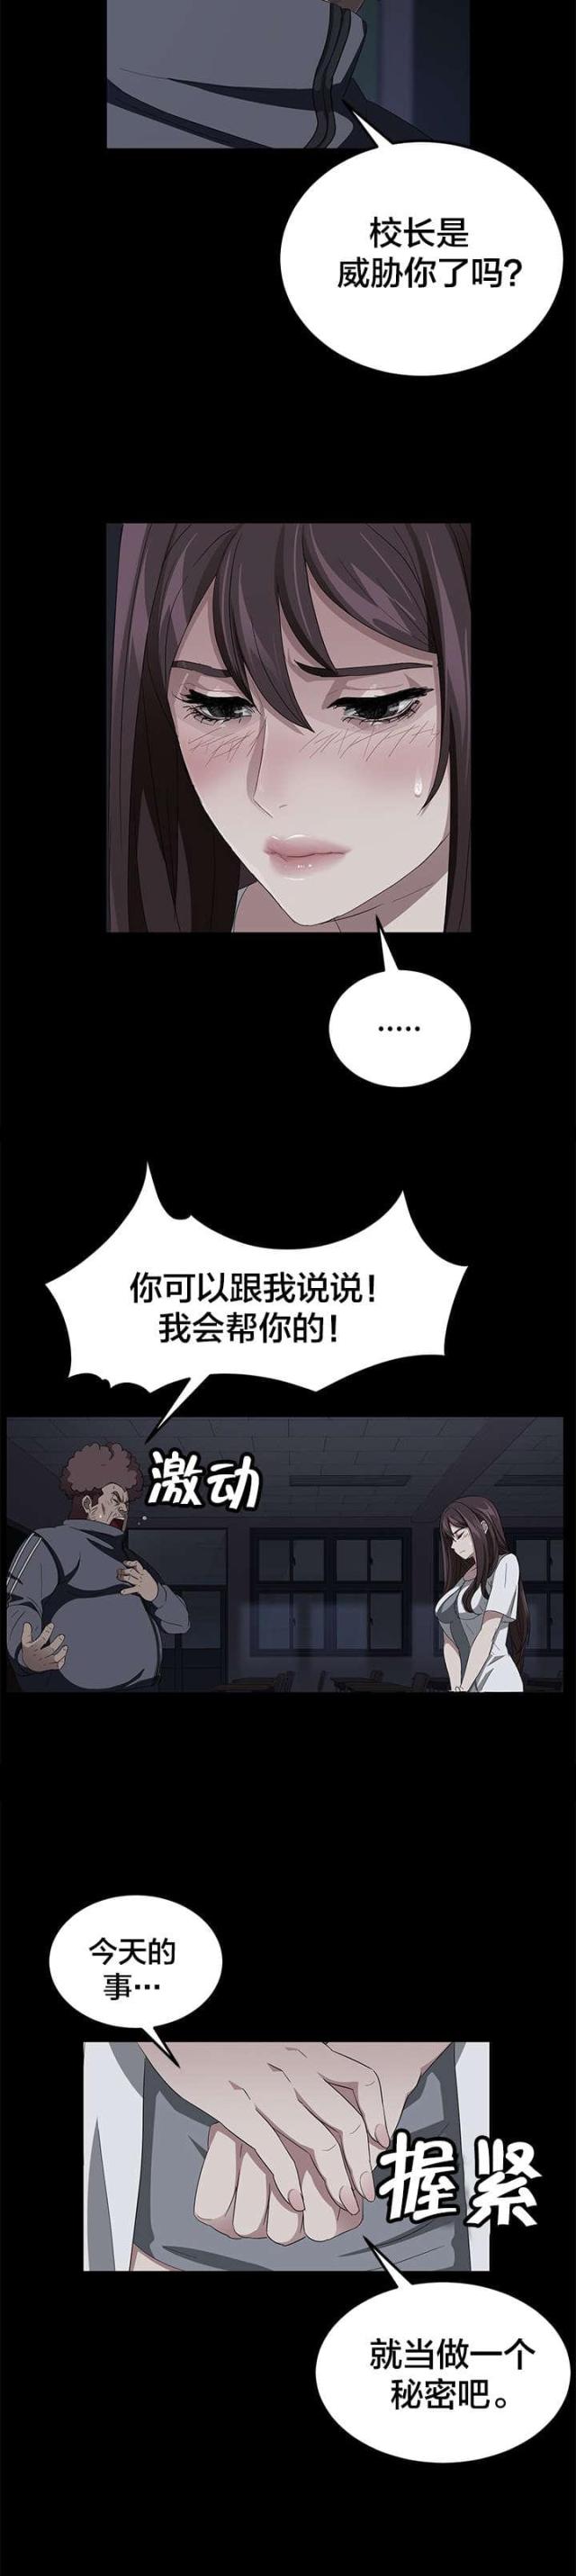 校长是
威胁你了吗?
.....
你可以跟我说说!
我会帮你的!
激动
今天的
事…
握紧
就当做一个
秘密吧。